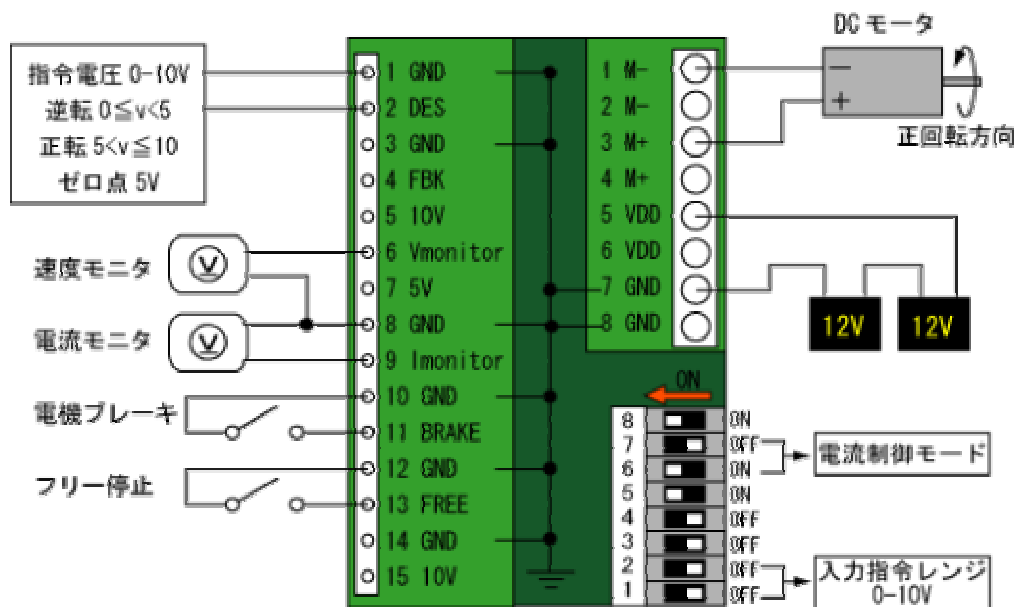 DC モータ
指令電圧 0-10V
逆転 0≦v<5
正転 5<v≦10
ゼロ点 5V
速度モニタ
電流モニタ
電機ブレーキ
フリー停止
1 GND
2 DES
3 GND
4 FBK
5 10V
6 Vmonitor
7 5V
8 GND
9 Imonitor
10 GND
11 BRAKE
12 GND
13 FREE
14 GND
15 10V
1 M-
2 M-
3 M+
4 M+
5 VDD
6 VDD
7 GND
8 GND
-
+
正回転方向
12V
12V
ON
8 ON
7 OFF
6 ON
5 ON
4 OFF
3 OFF
2 OFF
1 OFF
電流制御モード
入力指令レンジ
0-10V
V
V